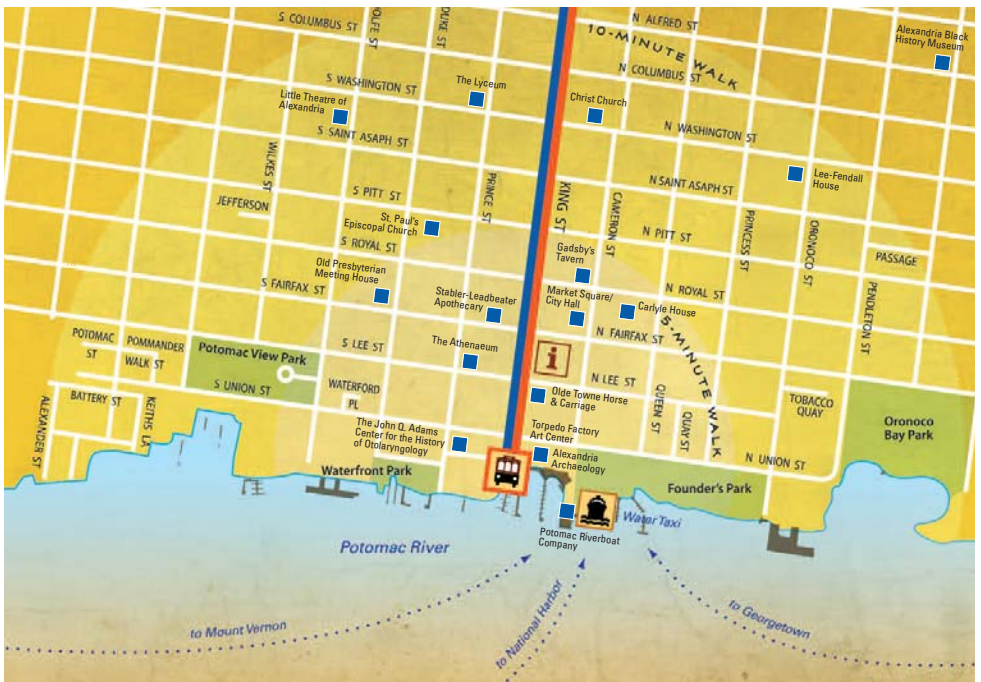 S COLUMBUS ST
N ALFRED ST
10-MINUTE WALK
Alexandria Black
History Museum
N COLUMBUS ST
S WASHINGTON ST
The Lyceum
Little Theatre of
Alexandria
Christ Church
S SAINT ASAPH ST
N WASHINGTON ST
WILKES ST
PRINCE ST
KING ST
CAMERON ST
N SAINT ASAPH ST
Lee-Fendall
House
S PITT ST
JEFFERSON
St. Paul's
Episcopal Church
N PITT ST
PRINCESS ST
ORONOCO ST
S ROYAL ST
Gadsby's
Tavern
PASSAGE
Old Presbyterian
Meeting House
S FAIRFAX ST
Stabler-Leadbeater
Apothecary
Market Square/
City Hall
N ROYAL ST
Carlyle House
PENDLETON ST
5-MINUTE WALK
N FAIRFAX ST
POTOMAC
ST
POMMANDER
WALK ST
Potomac View Park
S LEE ST
The Athenaeum
i
N LEE ST
S UNION ST
WATERFORD
PL
Olde Towne Horse
& Carriage
QUEEN ST
QUAY ST
TOBACCO
QUAY
Oronoco
Bay Park
BATTERY ST
ALEXANDER ST
KEITHS LA
The John Q. Adams
Center for the History
of Otolaryngology
Torpedo Factory
Art Center
Alexandria
Archaeology
N UNION ST
Waterfront Park
Founder's Park
Water Taxi
Potomac Riverboat
Company
Potomac River
to Mount Vernon
to National Harbor
to Georgetown